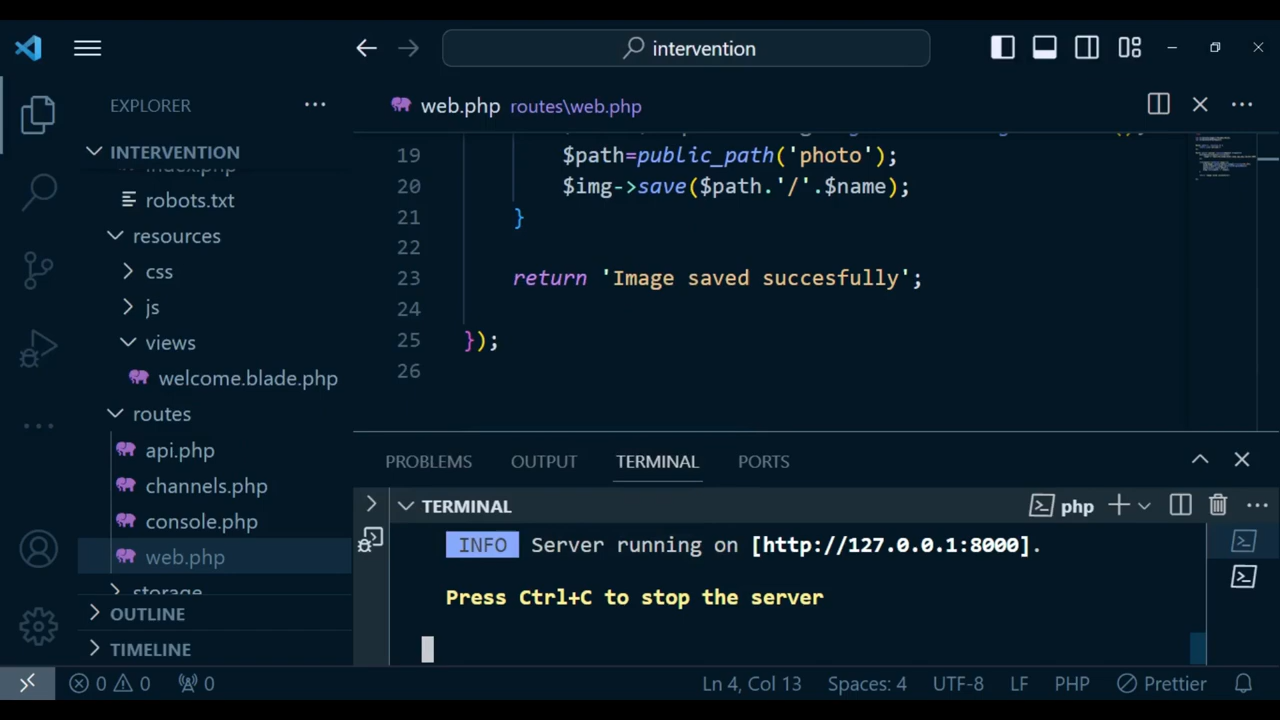 intervention
EXPLORER
web.php routes\web.php
INTERVENTION
index.php
robots.txt
resources
css
js
views
welcome.blade.php
routes
api.php
channels.php
console.php
web.php
storage
OUTLINE
TIMELINE
19 $path=public_path('photo');
20 $img->save($path.'/'.$name);
21 }
22
23 return 'Image saved succesfully';
24
25 });
26
PROBLEMS OUTPUT TERMINAL PORTS
TERMINAL php
INFO Server running on [http://127.0.0.1:8000].
Press Ctrl+C to stop the server
0 0 0 Ln 4, Col 13 Spaces: 4 UTF-8 LF PHP Prettier